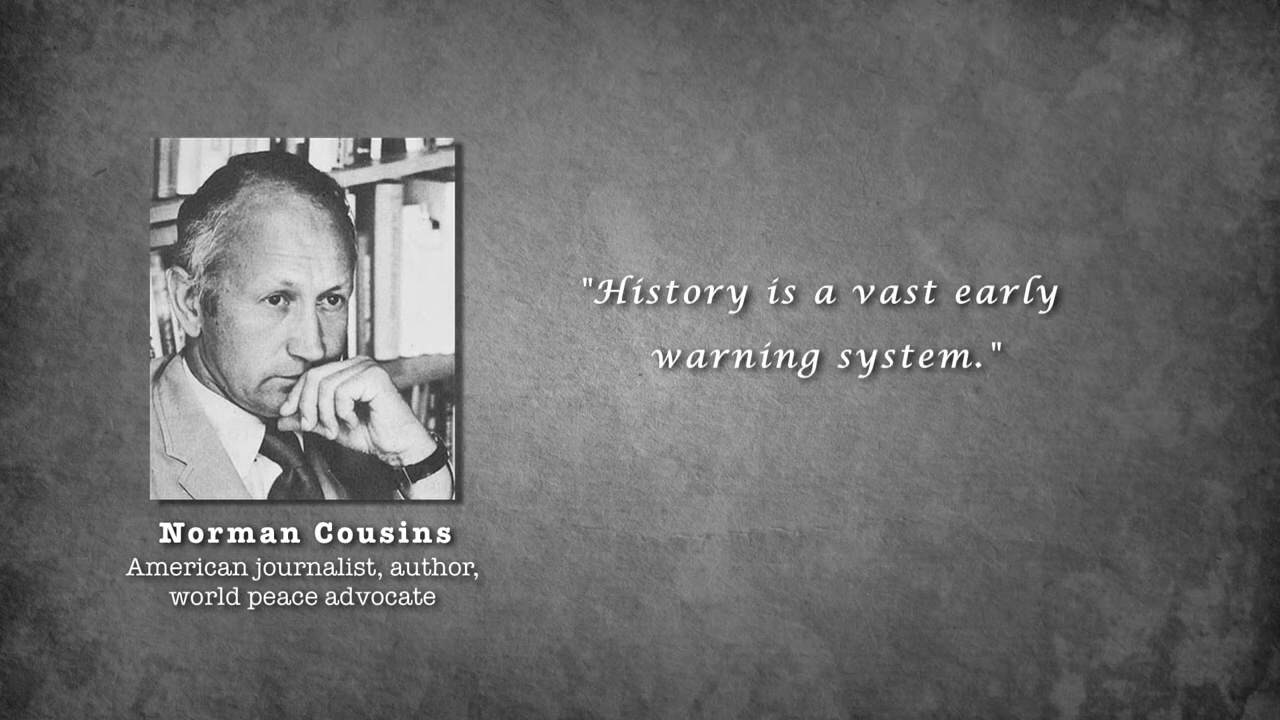 "History is a vast early
warning system."
Norman Cousins
American journalist, author,
world peace advocate